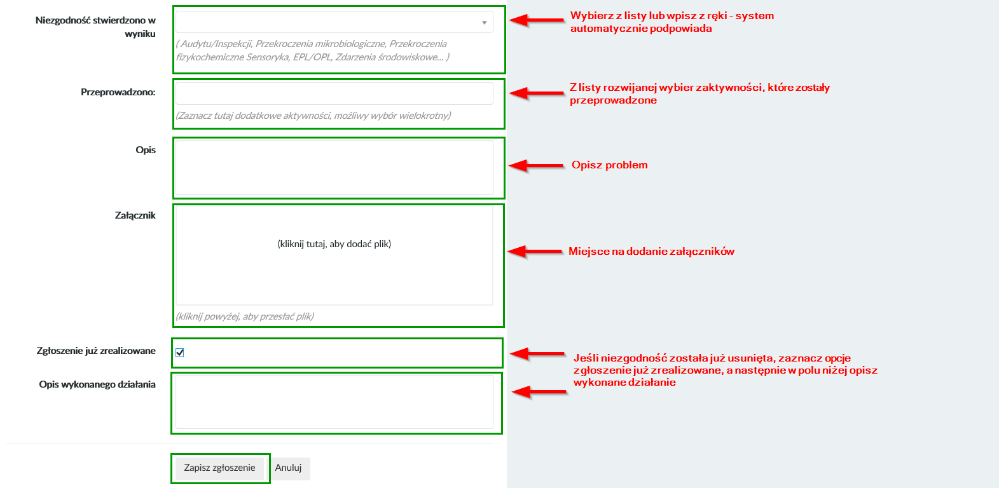 Niezgodność stwierdzono w
wyniku
( Audytu/Inspekcji, Przekroczenia mikrobiologiczne, Przekroczenia
fizykochemiczne Sensoryka, EPL/OPL, Zdarzenia środowiskowe... )
Wybierz z listy lub wpisz z ręki - system
automatycznie podpowiada
Przeprowadzono:
(Zaznacz tutaj dodatkowe aktywności, możliwy wybór wielokrotny)
Z listy rozwijanej wybier zaktywności, które zostały
przeprowadzone
Opis
Opisz problem
Załącznik
(kliknij tutaj, aby dodać plik)
(kliknij powyżej, aby przesłać plik)
Miejsce na dodanie załączników
Zgłoszenie już zrealizowane
Jeśli niezgodność została już usunięta, zaznacz opcje
zgłoszenie już zrealizowane, a następnie w polu niżej opisz
wykonane działanie
Opis wykonanego działania
Zapisz zgłoszenie
Anuluj